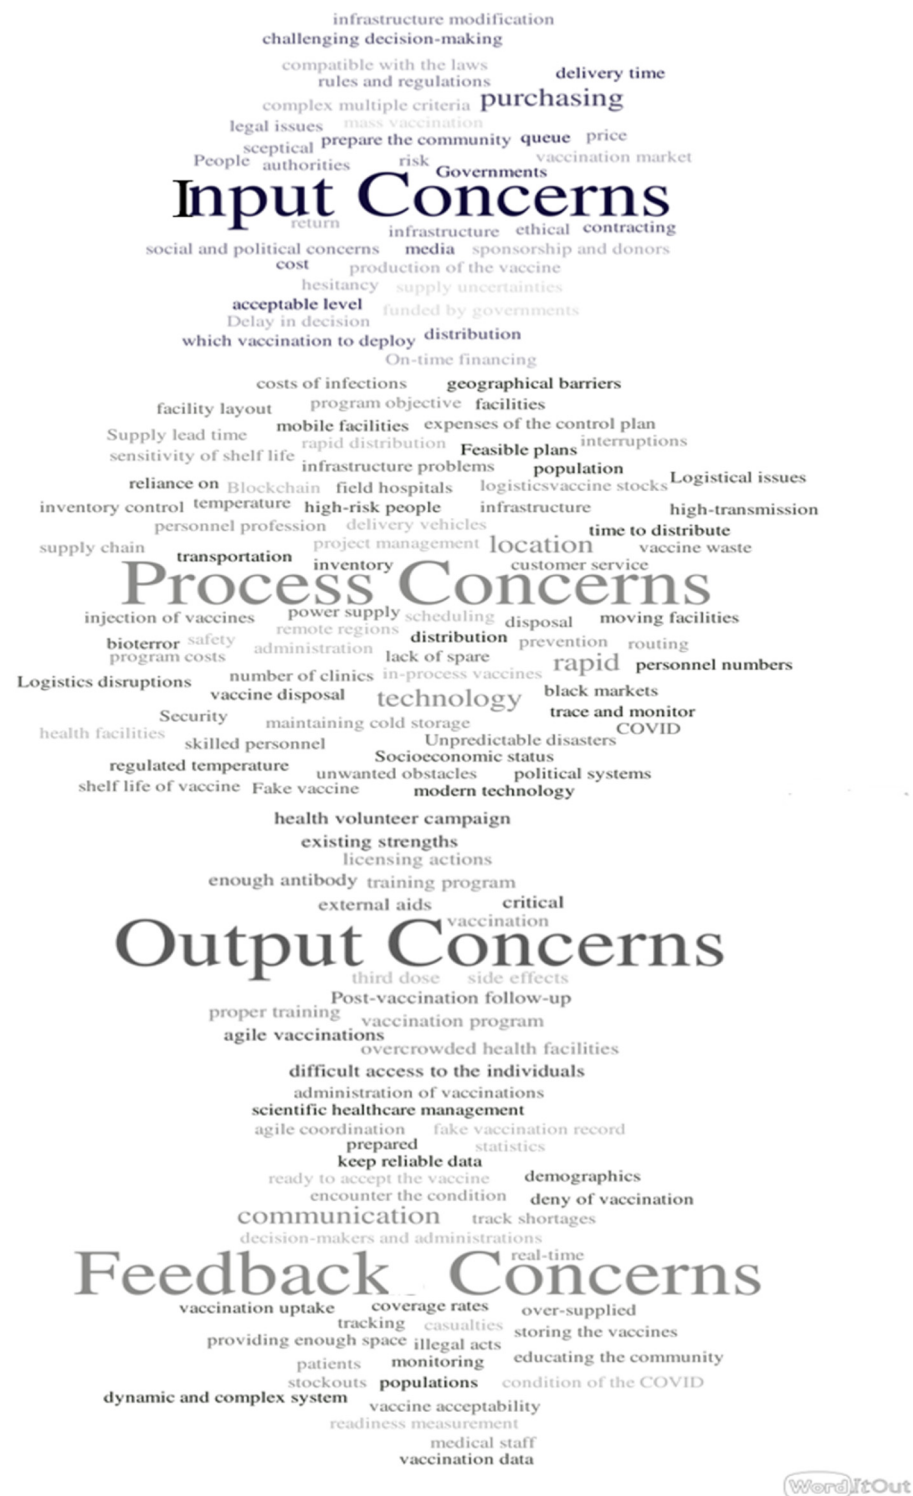 infrastructure modification
challenging decision-making
compatible with the laws
rules and regulations delivery time
complex multiple criteria purchasing
legal issues mass vaccination
sceptical prepare the community queue price
People authorities risk vaccination market
Governments
Input Concerns
return
infrastructure ethical contracting
social and political concerns media sponsorship and donors
cost production of the vaccine
hesitancy supply uncertainties
acceptable level funded by governments
Delay in decision
which vaccination to deploy distribution
On-time financing
costs of infections geographical barriers
facility layout program objective facilities
mobile facilities expenses of the control plan
Supply lead time rapid distribution Feasible plans interruptions
sensitivity of shelf life
infrastructure problems population
reliance on Blockchain field hospitals logisticsvaccine stocks Logistical issues
inventory control temperature high-risk people infrastructure high-transmission
personnel profession delivery vehicles time to distribute
supply chain project management location vaccine waste
transportation inventory customer service
Process Concerns
injection of vaccines power supply scheduling disposal moving facilities
remote regions
bioterror safety administration distribution prevention routing
program costs lack of spare rapid personnel numbers
Logistics disruptions number of clinics in-process vaccines
vaccine disposal technology black markets
Security maintaining cold storage trace and monitor
health facilities COVID
skilled personnel Unpredictable disasters
Socioeconomic status
regulated temperature unwanted obstacles political systems
shelf life of vaccine Fake vaccine modern technology
health volunteer campaign
existing strengths
licensing actions
enough antibody training program
external aids critical
vaccination
Output Concerns
third dose side effects
Post-vaccination follow-up
proper training vaccination program
agile vaccinations
overcrowded health facilities
difficult access to the individuals
administration of vaccinations
scientific healthcare management
agile coordination fake vaccination record
prepared statistics
keep reliable data
ready to accept the vaccine demographics
encounter the condition deny of vaccination
communication track shortages
decision-makers and administrations
real-time
Feedback Concerns
vaccination uptake coverage rates over-supplied
tracking casualties storing the vaccines
providing enough space illegal acts
patients monitoring educating the community
stockouts populations condition of the COVID
dynamic and complex system vaccine acceptability
readiness measurement
medical staff
vaccination data
WordItOut